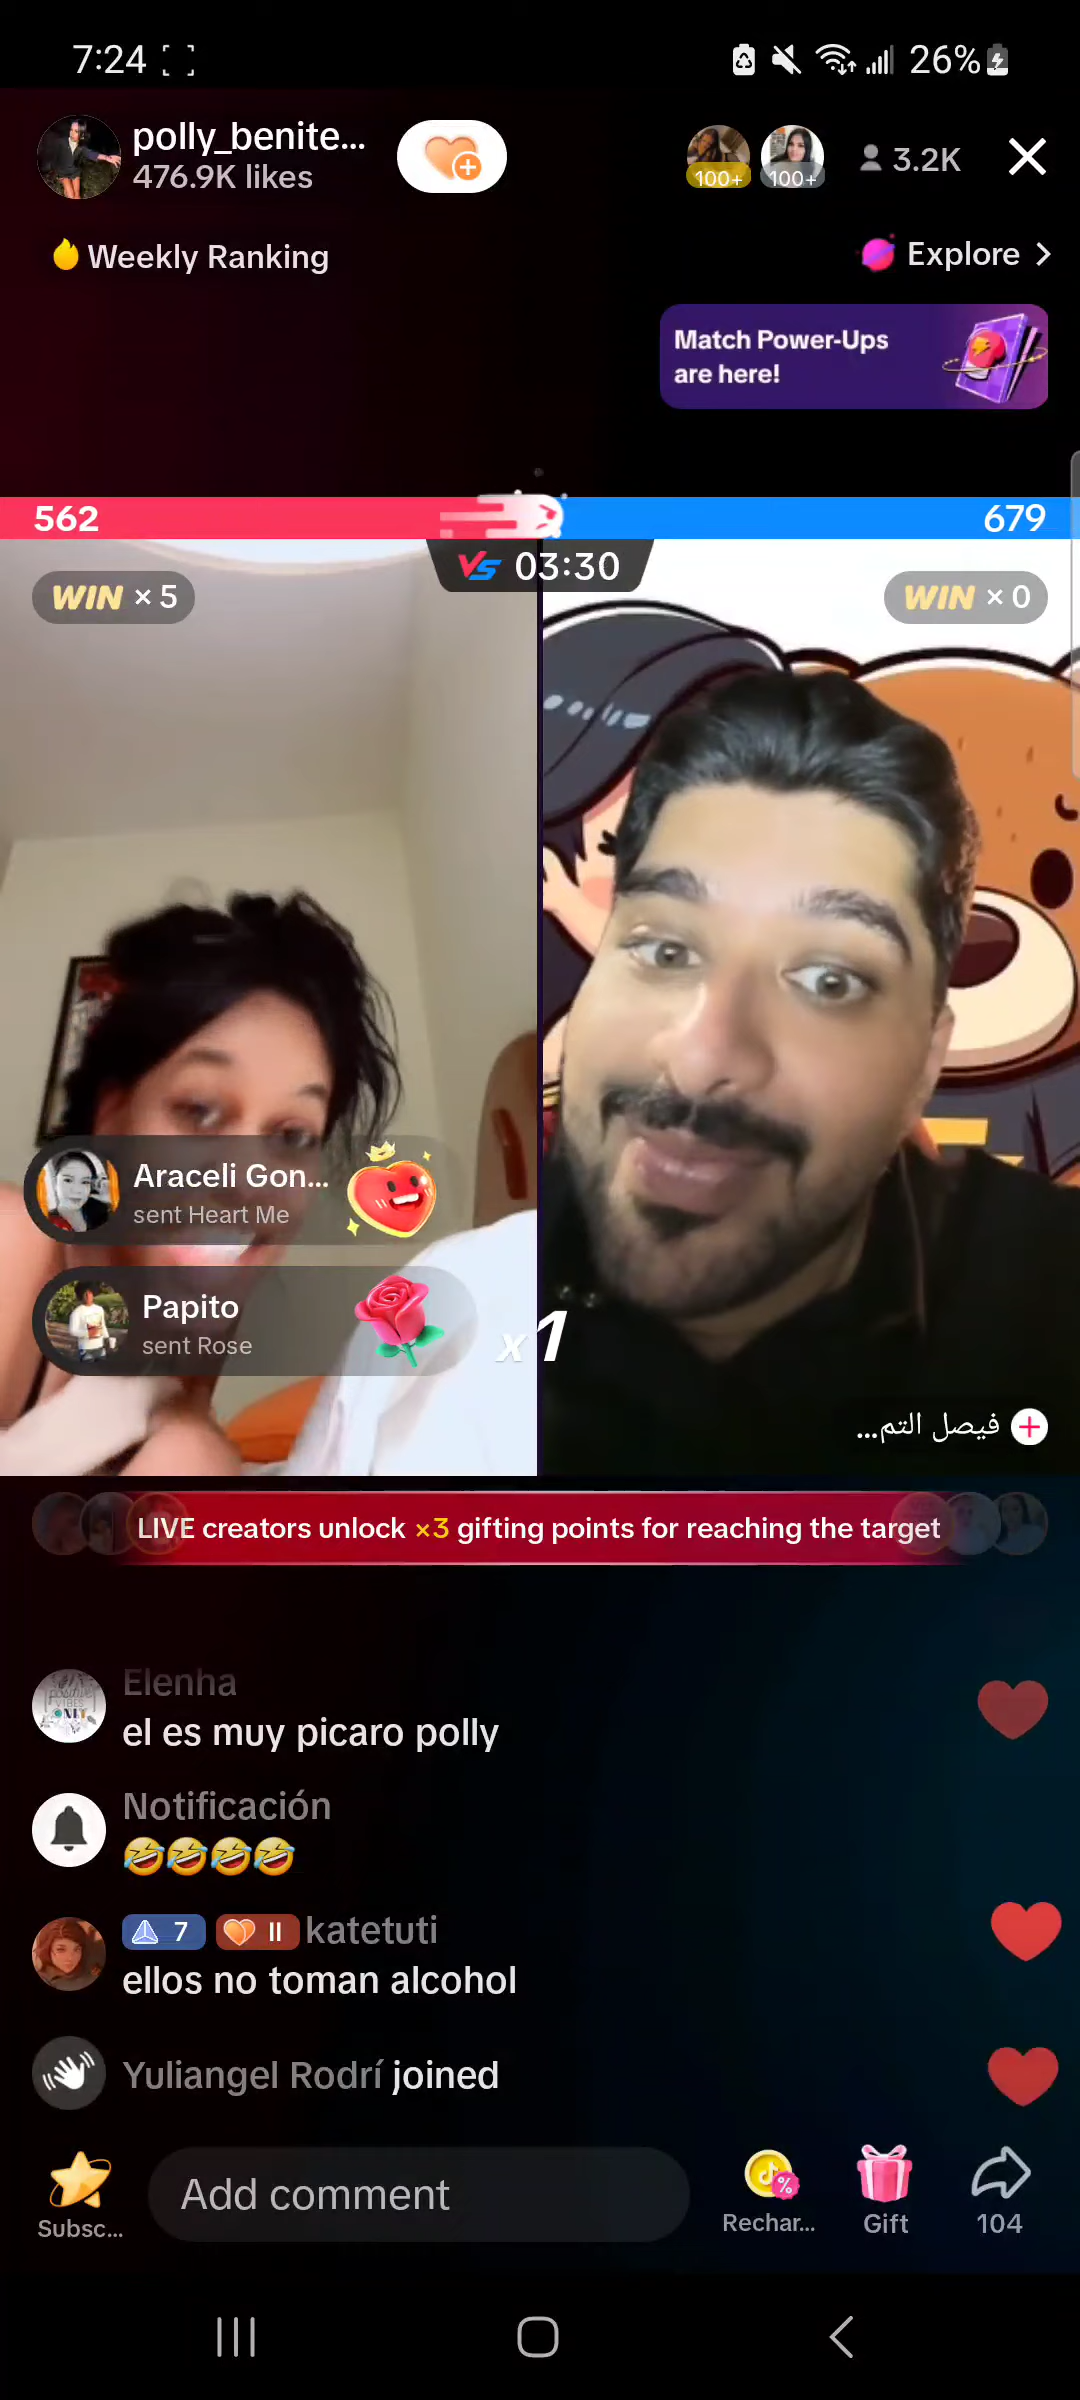 7:24
26%
polly_benite...
476.9K likes
100+
100+
3.2K
Weekly Ranking
Explore
Match Power-Ups
are here!
562
679
VS 03:30
WIN × 5
WIN × 0
Araceli Gon...
sent Heart Me
Papito
sent Rose
x1
فيصل التم...
LIVE creators unlock ×3 gifting points for reaching the target
Elenha
el es muy picaro polly
Notificación
🤣🤣🤣🤣
7 II katetuti
ellos no toman alcohol
Yuliangel Rodrí joined
Subsc...
Add comment
Rechar...
Gift
104